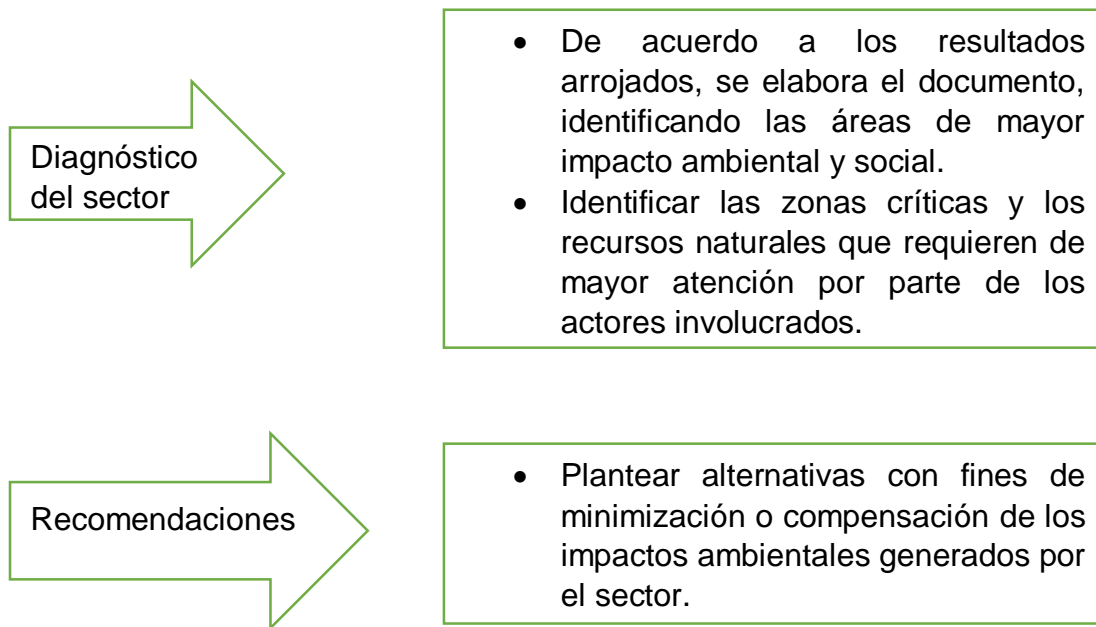 Diagnóstico
del sector
• De acuerdo a los resultados
arrojados, se elabora el documento,
identificando las áreas de mayor
impacto ambiental y social.
• Identificar las zonas críticas y los
recursos naturales que requieren de
mayor atención por parte de los
actores involucrados.
Recomendaciones
• Plantear alternativas con fines de
minimización o compensación de los
impactos ambientales generados por
el sector.